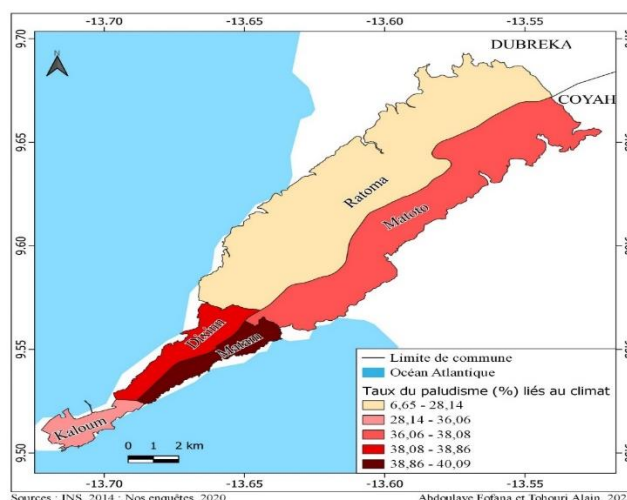 -13.70 -13.65 -13.60 -13.55
9.70
9.65
9.60
9.55
9.50
N
DUBREKA
COYAH
Ratoma
Matoto
Dixinn
Matam
Kaloum
0 1 2 km
Limite de commune
Océan Atlantique
Taux du paludisme (%) liés au climat
6,65 - 28,14
28,14 - 36,06
36,06 - 38,08
38,08 - 38,86
38,86 - 40,09
-13.70 -13.65 -13.60 -13.55
Sources : INS, 2014 ; Nos enquêtes, 2020
Abdoulaye Fofana et Tohouri Alain,